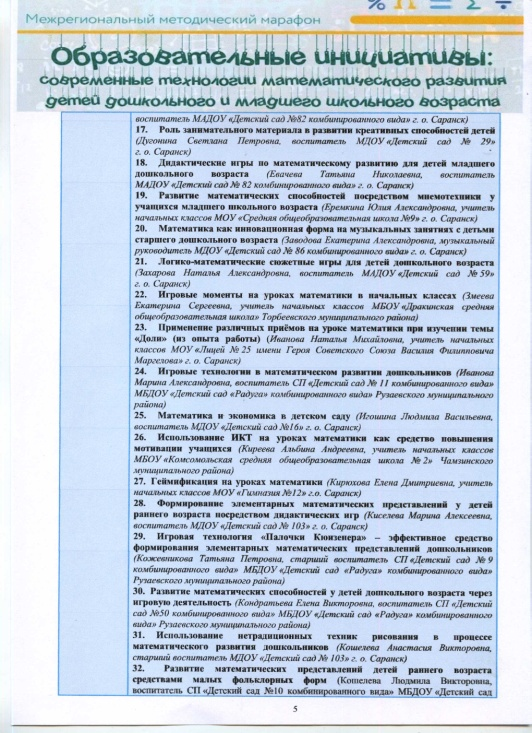 Межрегиональный методический марафон
Образовательные инициативы:
современные технологии математического развития
детей дошкольного и младшего школьного возраста
воспитатель МАДОУ «Детский сад №82 комбинированного вида» г. о. Саранск)
17. Роль занимательного материала в развитии креативных способностей детей
(Дугонина Светлана Петровна, воспитатель МДОУ «Детский сад № 29»
г. о. Саранск)
18. Дидактические игры по математическому развитию для детей младшего
дошкольного возраста (Евачева Татьяна Николаевна, воспитатель
МАДОУ «Детский сад № 82 комбинированного вида» г. о. Саранск)
19. Развитие математических способностей посредством мнемотехники у
учащихся младшего школьного возраста (Еремкина Юлия Александровна, учитель
начальных классов МОУ «Средняя общеобразовательная школа №9» г. о. Саранск)
20. Математика как инновационная форма на музыкальных занятиях с детьми
старшего дошкольного возраста (Заводова Екатерина Александровна, музыкальный
руководитель МДОУ «Детский сад № 86 комбинированного вида» г. о. Саранск)
21. Логико-математические сюжетные игры для детей дошкольного возраста
(Захарова Наталья Александровна, воспитатель МАДОУ «Детский сад №59»
г. о. Саранск)
22. Игровые моменты на уроках математики в начальных классах (Змеева
Екатерина Сергеевна, учитель начальных классов МБОУ «Дракинская средняя
общеобразовательная школа» Торбеевского муниципального района)
23. Применение различных приёмов на уроке математики при изучении темы
«Доли» (из опыта работы) (Иванова Наталья Михайловна, учитель начальных
классов МОУ «Лицей №25 имени Героя Советского Союза Василия Филипповича
Маргелова» г. о. Саранск)
24. Игровые технологии в математическом развитии дошкольников (Иванова
Марина Александровна, воспитатель СП «Детский сад № 11 комбинированного вида»
МБДОУ «Детский сад «Радуга» комбинированного вида» Рузаевского муниципального
района)
25. Математика и экономика в детском саду (Игошина Людмила Васильевна,
воспитатель МДОУ «Детский сад №16» г. о. Саранск)
26. Использование ИКТ на уроках математики как средство повышения
мотивации учащихся (Киреева Альбина Андреевна, учитель начальных классов
МБОУ «Комсомольская средняя общеобразовательная школа №2» Чамзинского
муниципального района)
27. Геймификация на уроках математики (Кирюхова Елена Дмитриевна, учитель
начальных классов МОУ «Гимназия №12» г.о. Саранск)
28. Формирование элементарных математических представлений у детей
раннего возраста посредством дидактических игр (Киселева Марина Алексеевна,
воспитатель МДОУ «Детский сад № 103» г. о. Саранск)
29. Игровая технология «Палочки Кюизенера» – эффективное средство
формирования элементарных математических представлений дошкольников
(Кожевникова Татьяна Петровна, старший воспитатель СП «Детский сад №9
комбинированного вида» МБДОУ «Детский сад «Радуга» комбинированного вида»
Рузаевского муниципального района)
30. Развитие математических способностей у детей дошкольного возраста через
игровую деятельность (Кондратьева Елена Викторовна, воспитатель СП «Детский
сад №50 комбинированного вида» МБДОУ «Детский сад «Радуга» комбинированного
вида» Рузаевского муниципального района)
31. Использование нетрадиционных техник рисования в процессе
математического развития дошкольников (Кошелева Анастасия Викторовна,
старший воспитатель МДОУ «Детский сад № 103» г. о. Саранск)
32. Развитие математических представлений детей раннего возраста
средствами малых фольклорных форм (Кошелева Людмила Викторовна,
воспитатель СП «Детский сад №10 комбинированного вида» МБДОУ «Детский сад
5